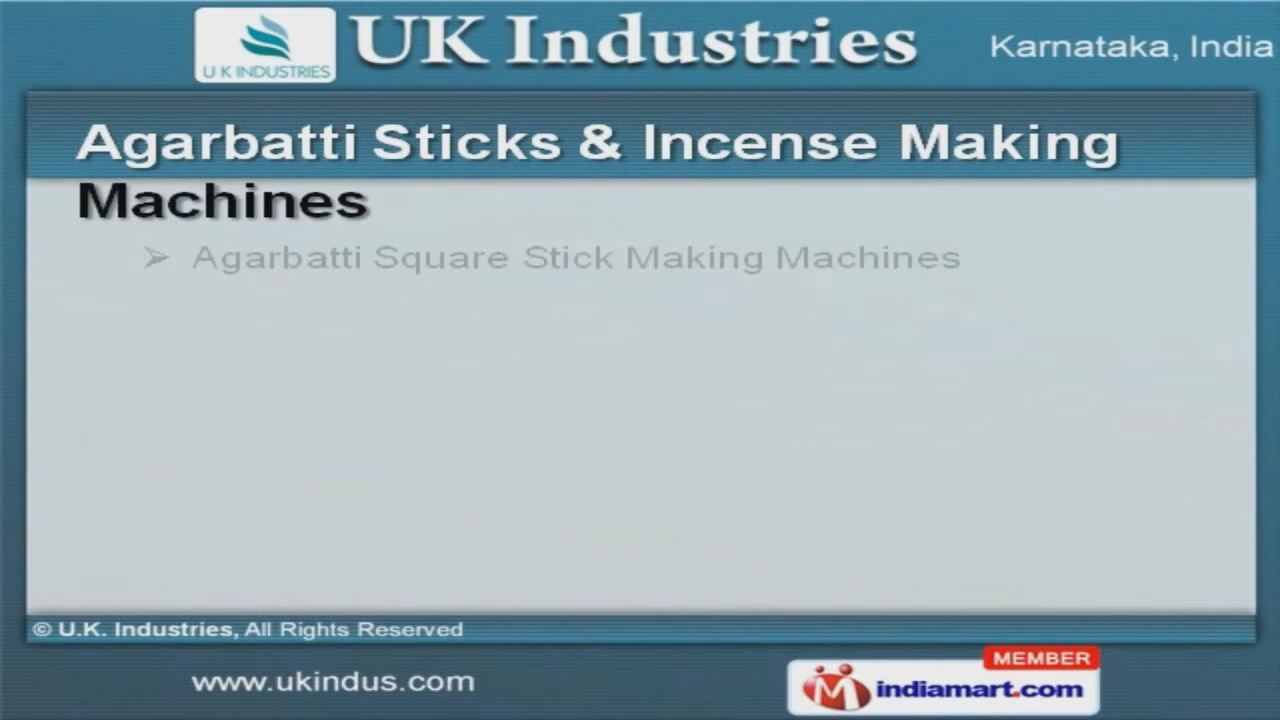 U K INDUSTRIES
UK Industries
Karnataka, India
Agarbatti Sticks & Incense Making
Machines
➢ Agarbatti Square Stick Making Machines
© U.K. Industries, All Rights Reserved
www.ukindus.com
MEMBER
indiamart.com